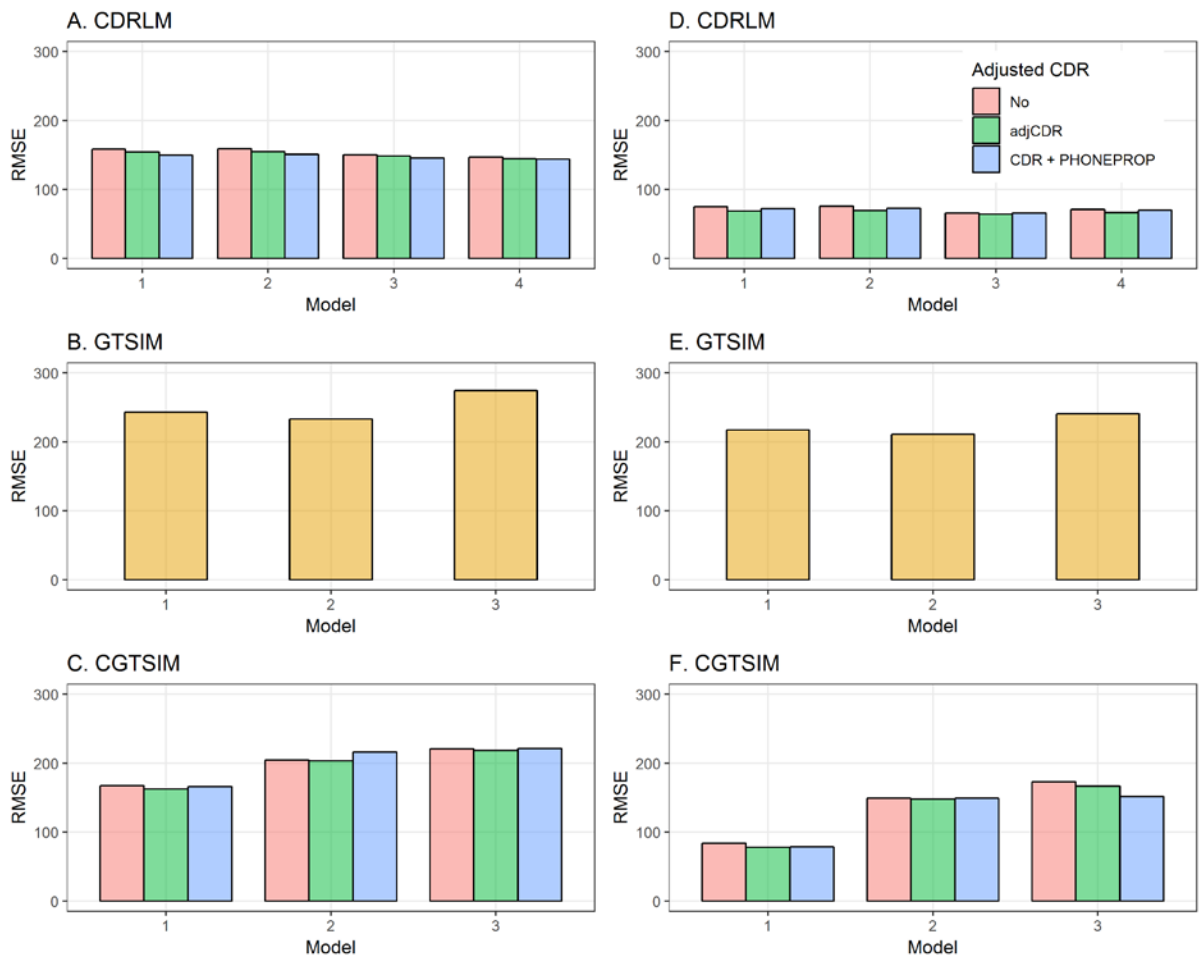 A. CDRLM
300
200
100
0
RMSE
1 2 3 4
Model
D. CDRLM
300
200
100
0
RMSE
Adjusted CDR
No
adjCDR
CDR + PHONEPROP
1 2 3 4
Model
B. GTSIM
300
200
100
0
RMSE
1 2 3
Model
E. GTSIM
300
200
100
0
RMSE
1 2 3
Model
C. CGTSIM
300
200
100
0
RMSE
1 2 3
Model
F. CGTSIM
300
200
100
0
RMSE
1 2 3
Model